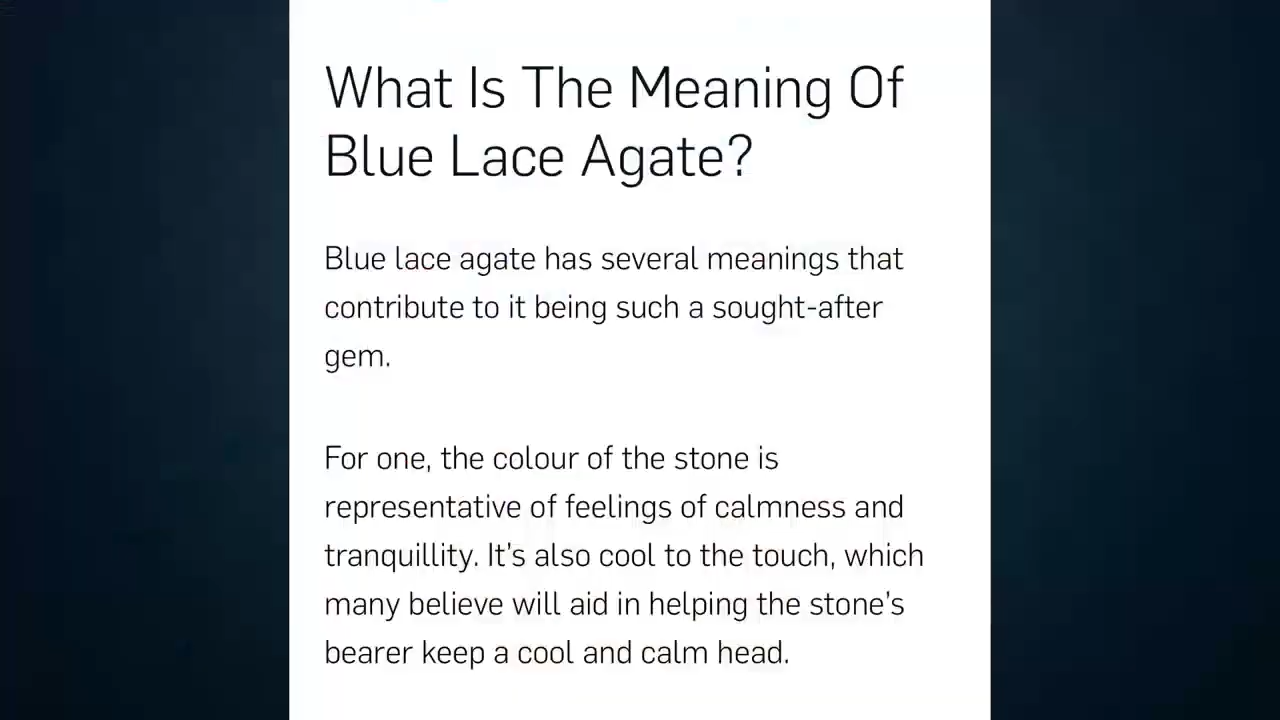 What Is The Meaning Of
Blue Lace Agate?
Blue lace agate has several meanings that
contribute to it being such a sought-after
gem.
For one, the colour of the stone is
representative of feelings of calmness and
tranquillity. It’s also cool to the touch, which
many believe will aid in helping the stone’s
bearer keep a cool and calm head.